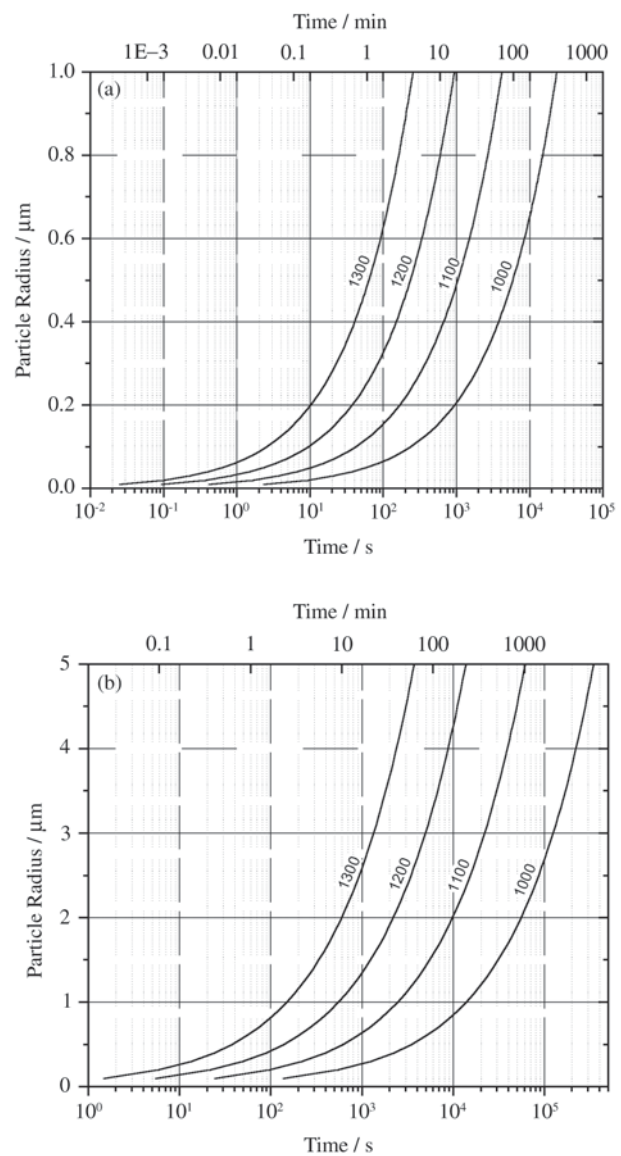 Time / min
1E–3 0.01 0.1 1 10 100 1000
(a)
1.0
0.8
0.6
0.4
0.2
0.0
Particle Radius / μm
1300 1200 1100 1000
10⁻² 10⁻¹ 10⁰ 10¹ 10² 10³ 10⁴ 10⁵
Time / s
Time / min
0.1 1 10 100 1000
(b)
5
4
3
2
1
0
Particle Radius / μm
1300 1200 1100 1000
10⁰ 10¹ 10² 10³ 10⁴ 10⁵
Time / s